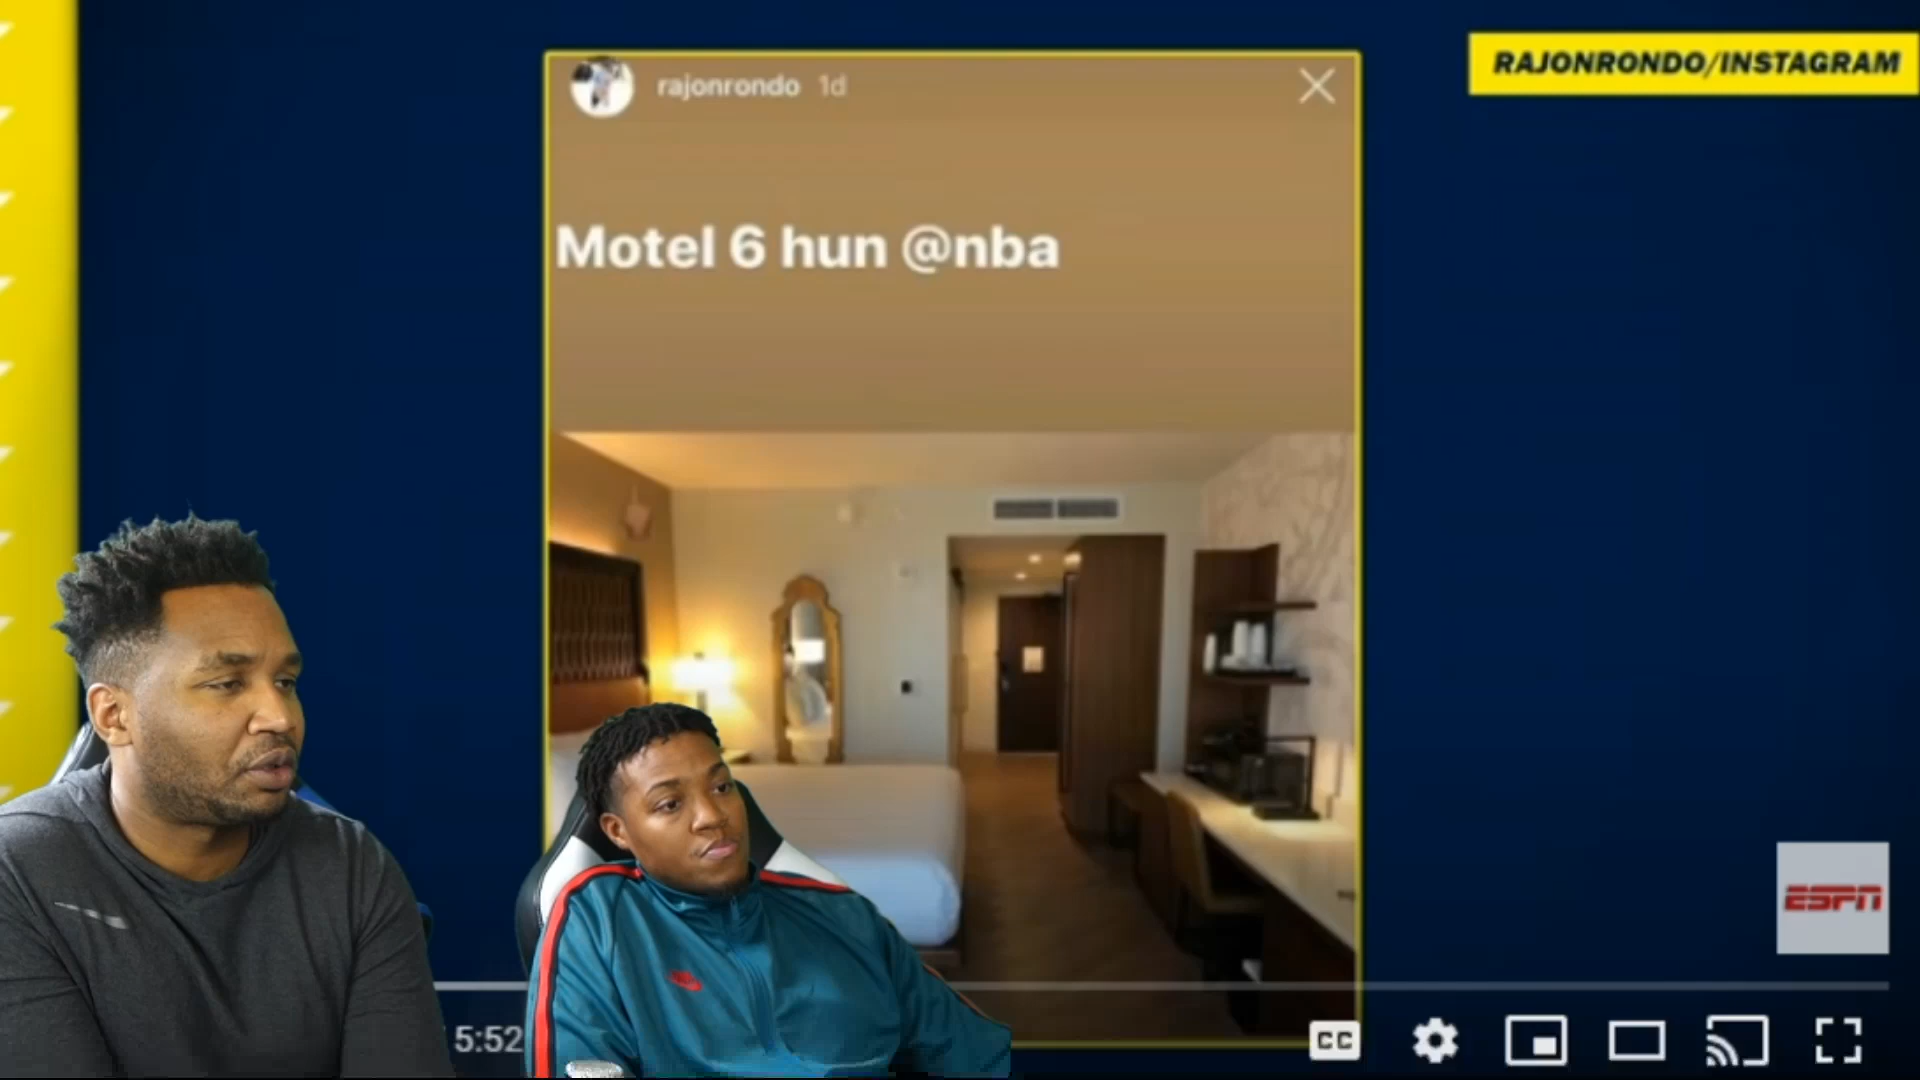 RAJONRONDO/INSTAGRAM
rajonrondo 1d
Motel 6 hun @nba
ESPN
5:52
CC